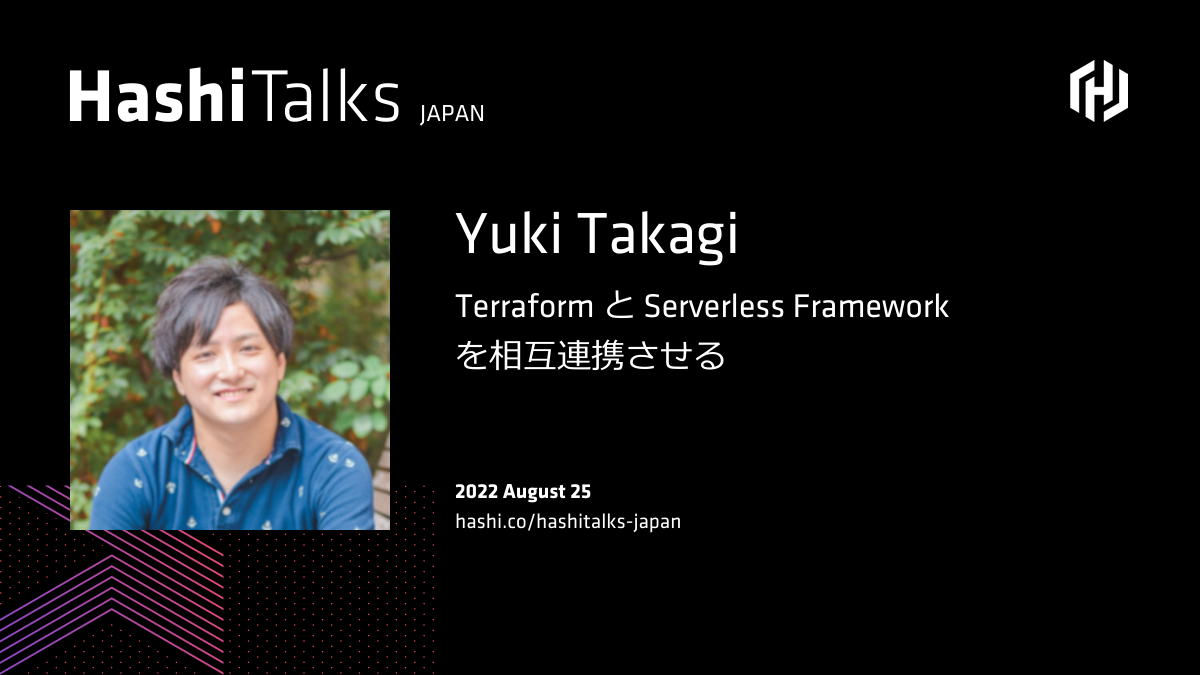 HashiTalks JAPAN
Yuki Takagi
Terraform と Serverless Framework
を相互連携させる
2022 August 25
hashi.co/hashitalks-japan